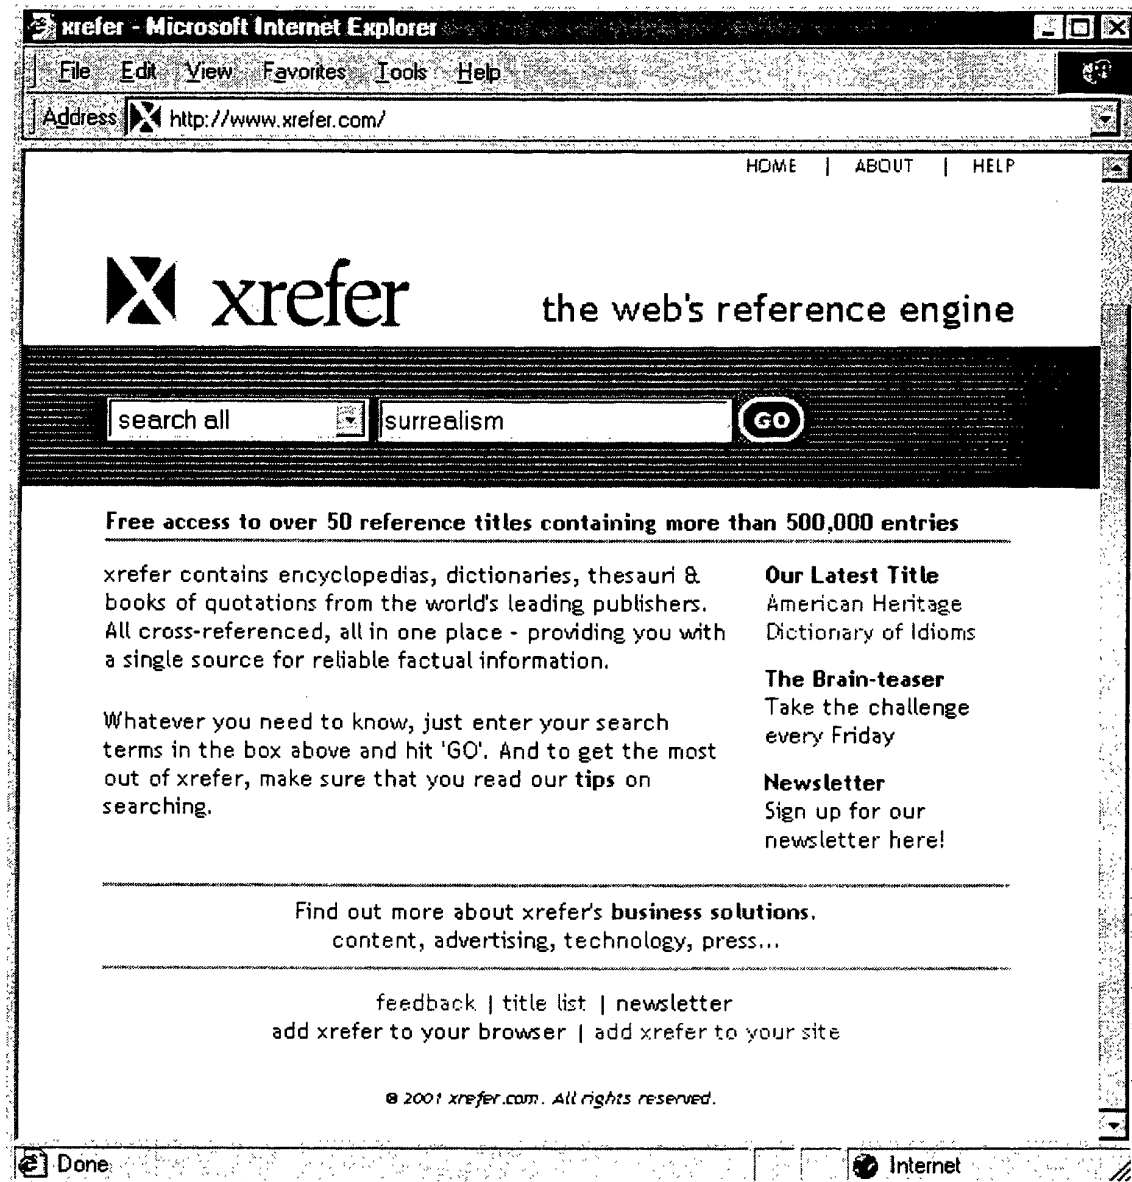 xrefer - Microsoft Internet Explorer
File Edit View Favorites Tools Help
Address http://www.xrefer.com/
HOME | ABOUT | HELP
xrefer the web's reference engine
search all surrealism GO
Free access to over 50 reference titles containing more than 500,000 entries
xrefer contains encyclopedias, dictionaries, thesauri &
books of quotations from the world's leading publishers.
All cross-referenced, all in one place - providing you with
a single source for reliable factual information.
Whatever you need to know, just enter your search
terms in the box above and hit 'GO'. And to get the most
out of xrefer, make sure that you read our tips on
searching.
Our Latest Title
American Heritage
Dictionary of Idioms
The Brain-teaser
Take the challenge
every Friday
Newsletter
Sign up for our
newsletter here!
Find out more about xrefer's business solutions.
content, advertising, technology, press...
feedback | title list | newsletter
add xrefer to your browser | add xrefer to your site
© 2001 xrefer.com. All rights reserved.
Done Internet